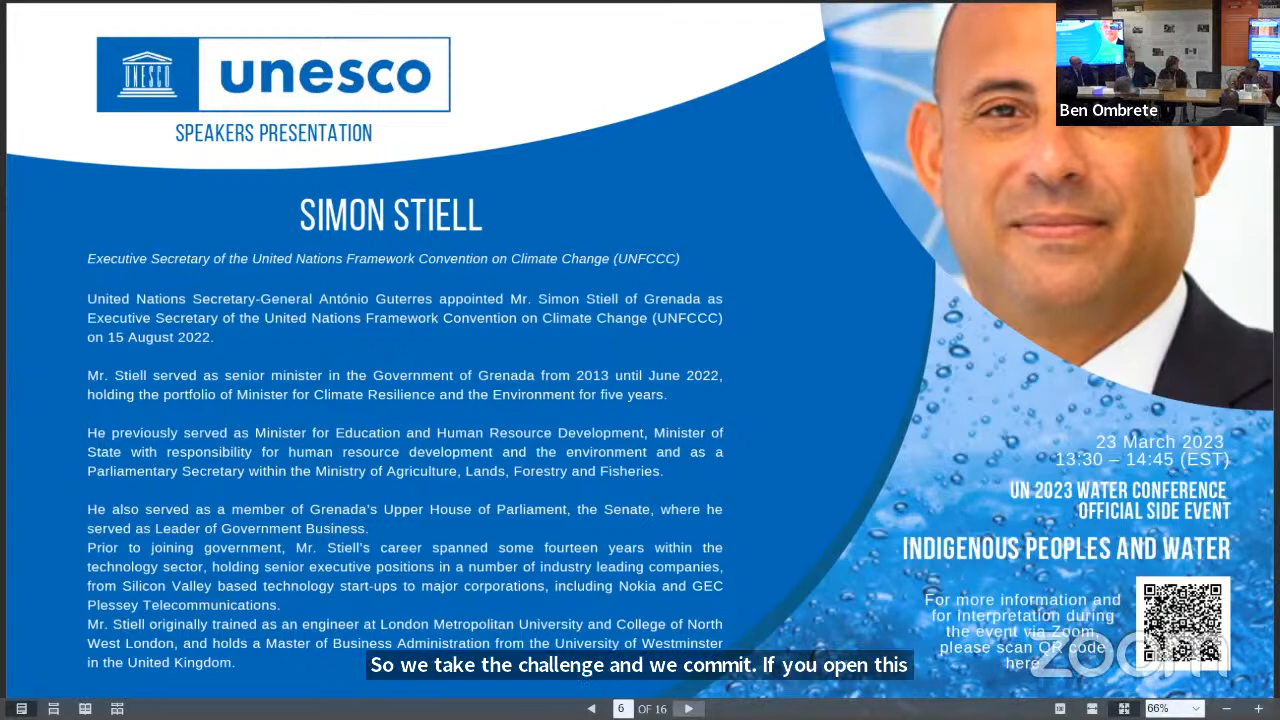 UNESCO
unesco
SPEAKERS PRESENTATION
Ben Ombrete
SIMON STIELL
Executive Secretary of the United Nations Framework Convention on Climate Change (UNFCCC)
United Nations Secretary-General António Guterres appointed Mr. Simon Stiell of Grenada as
Executive Secretary of the United Nations Framework Convention on Climate Change (UNFCCC)
on 15 August 2022.
Mr. Stiell served as senior minister in the Government of Grenada from 2013 until June 2022,
holding the portfolio of Minister for Climate Resilience and the Environment for five years.
He previously served as Minister for Education and Human Resource Development, Minister of
State with responsibility for human resource development and the environment and as a
Parliamentary Secretary within the Ministry of Agriculture, Lands, Forestry and Fisheries.
He also served as a member of Grenada's Upper House of Parliament, the Senate, where he
served as Leader of Government Business.
Prior to joining government, Mr. Stiell's career spanned some fourteen years within the
technology sector, holding senior executive positions in a number of industry leading companies,
from Silicon Valley based technology start-ups to major corporations, including Nokia and GEC
Plessey Telecommunications.
Mr. Stiell originally trained as an engineer at London Metropolitan University and College of North
West London, and holds a Master of Business Administration from the University of Westminster
in the United Kingdom.
23 March 2023
13:30 – 14:45 (EST)
UN 2023 WATER CONFERENCE
OFFICIAL SIDE EVENT
INDIGENOUS PEOPLES AND WATER
For more information and
for Interpretation during
the event via Zoom,
please scan QR code
here
zoom
So we take the challenge and we commit. If you open this
6 OF 16
66%